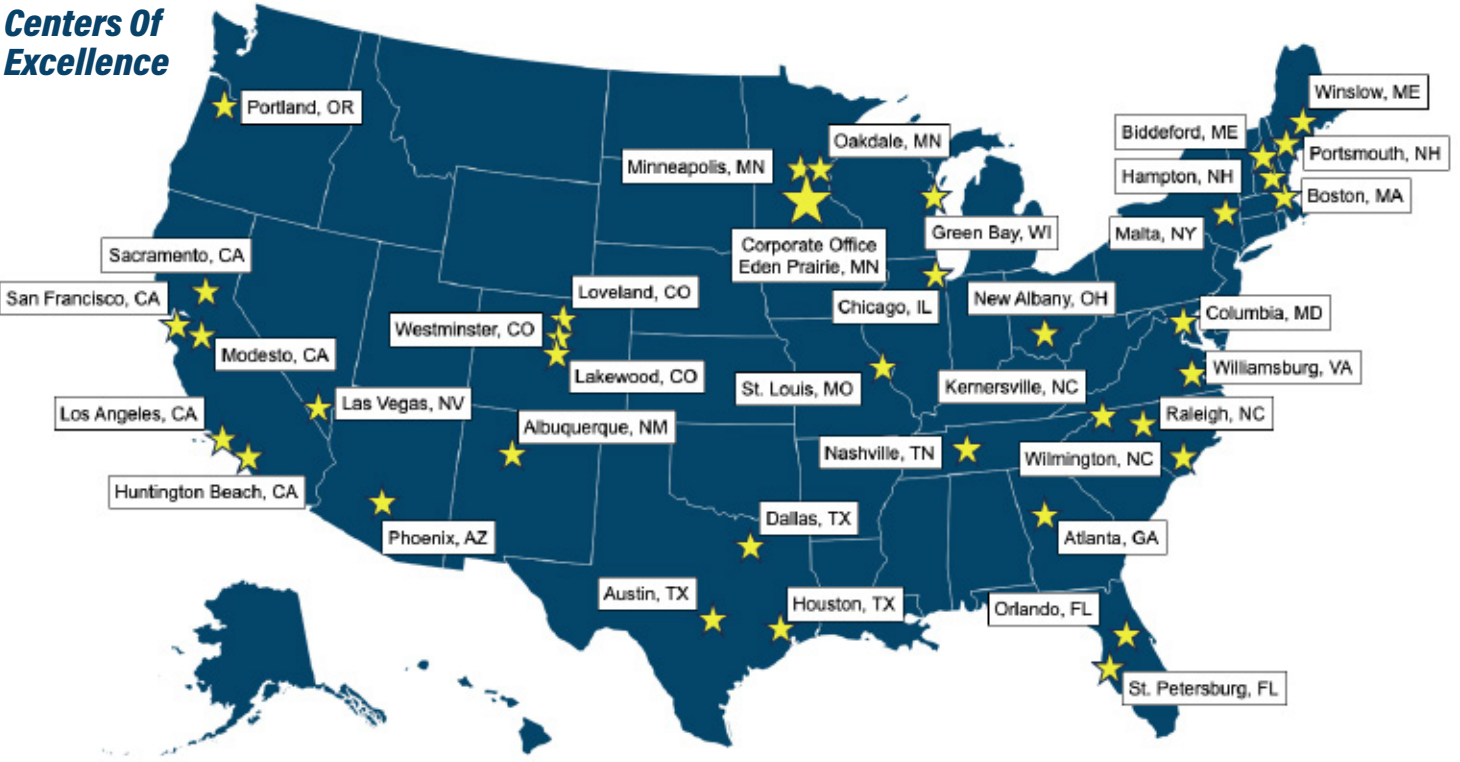 Centers Of
Excellence
Portland, OR
Winslow, ME
Biddeford, ME
Oakdale, MN
Minneapolis, MN
Portsmouth, NH
Hampton, NH
Boston, MA
Malta, NY
Green Bay, WI
Corporate Office
Eden Prairie, MN
Sacramento, CA
San Francisco, CA
Loveland, CO
New Albany, OH
Chicago, IL
Columbia, MD
Westminster, CO
Modesto, CA
Lakewood, CO
Williamsburg, VA
St. Louis, MO
Kernersville, NC
Las Vegas, NV
Los Angeles, CA
Raleigh, NC
Albuquerque, NM
Nashville, TN
Wilmington, NC
Huntington Beach, CA
Dallas, TX
Phoenix, AZ
Atlanta, GA
Austin, TX
Houston, TX
Orlando, FL
St. Petersburg, FL